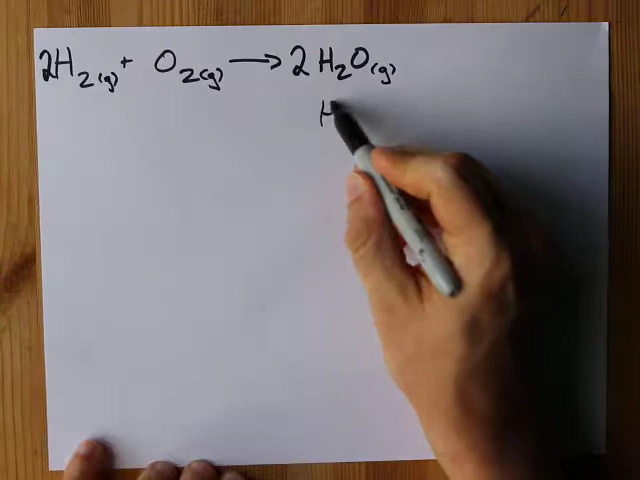 2H₂(g) + O₂(g) ⟶ 2 H₂O(g)
H